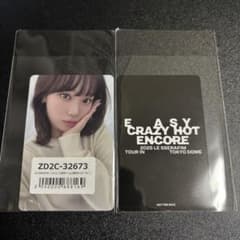 ZD2C-32673
E A S Y
CRAZY HOT
ENCORE
2025 LE SSERAFIM
TOUR IN TOKYO DOME